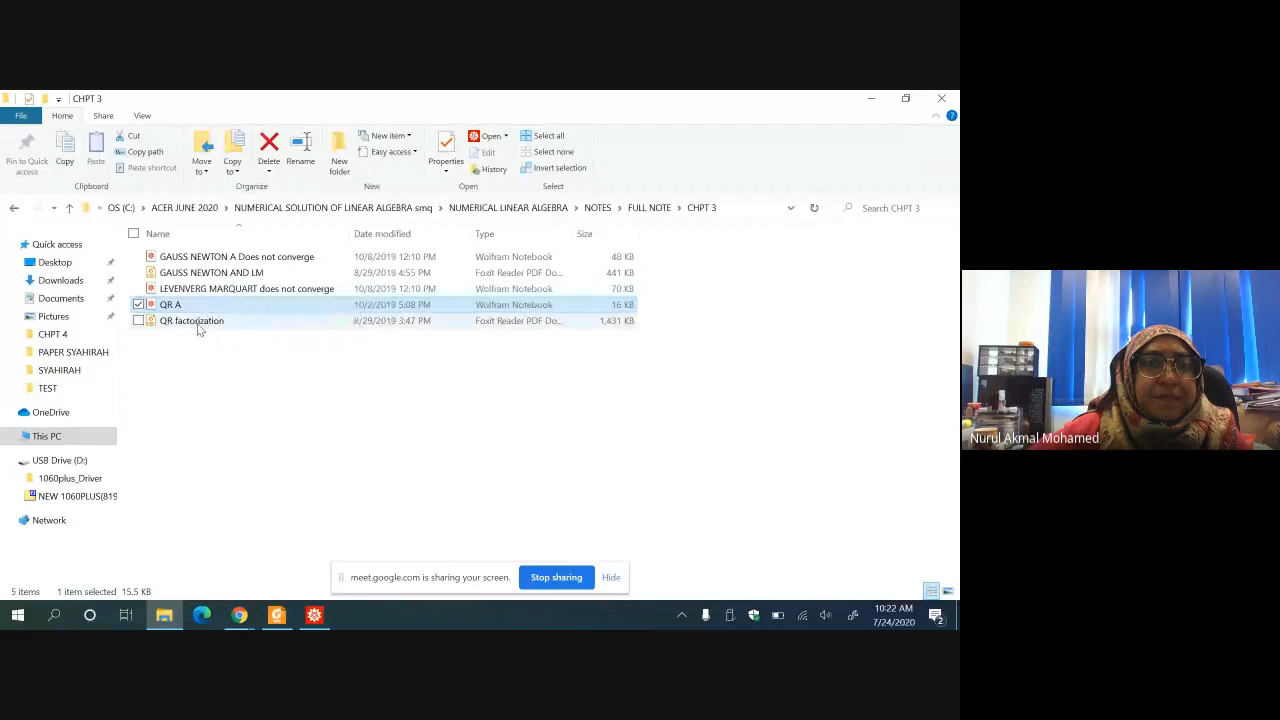 CHPT 3
File Home Share View
Pin to Quick access
Copy
Paste
Cut
Copy path
Paste shortcut
Clipboard
Move to
Copy to
Delete
Rename
Organize
New folder
New item
Easy access
New
Properties
Open
Edit
History
Open
Select all
Select none
Invert selection
Select
OS (C:) ACER JUNE 2020 NUMERICAL SOLUTION OF LINEAR ALGEBRA smq NUMERICAL LINEAR ALGEBRA NOTES FULL NOTE CHPT 3
Search CHPT 3
Quick access
Desktop
Downloads
Documents
Pictures
CHPT 4
PAPER SYAHIRAH
SYAHIRAH
TEST
OneDrive
This PC
USB Drive (D:)
1060plus_Driver
NEW 1060PLUS(819
Network
Name Date modified Type Size
GAUSS NEWTON A Does not converge 10/8/2019 12:10 PM Wolfram Notebook 48 KB
GAUSS NEWTON AND LM 8/29/2019 4:55 PM Foxit Reader PDF Do... 441 KB
LEVENVERG MARQUART does not converge 10/8/2019 12:10 PM Wolfram Notebook 70 KB
QR A 10/2/2019 5:08 PM Wolfram Notebook 16 KB
QR factorization 8/29/2019 3:47 PM Foxit Reader PDF Do... 1,431 KB
Nurul Akmal Mohamed
meet.google.com is sharing your screen. Stop sharing Hide
5 items 1 item selected 15.5 KB
10:22 AM
7/24/2020
2